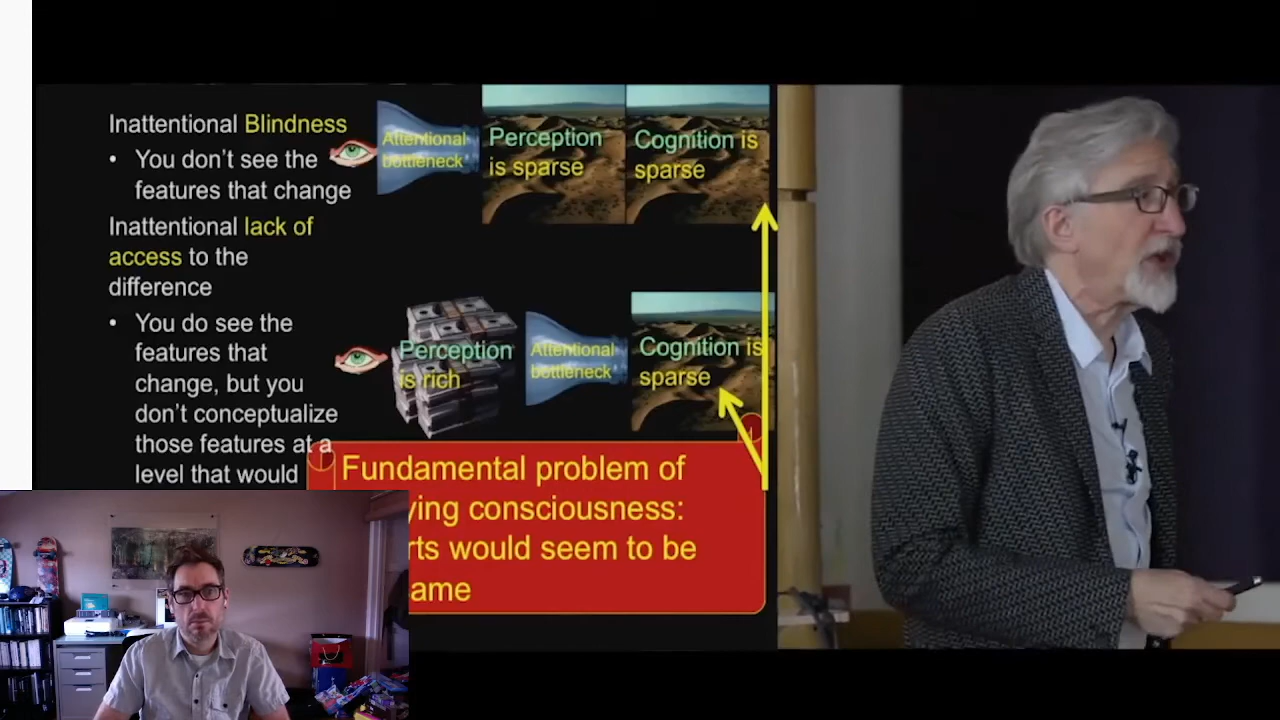 Inattentional Blindness
• You don't see the
features that change
Inattentional lack of
access to the
difference
• You do see the
features that
change, but you
don't conceptualize
those features at a
level that would
Attentional
bottleneck
Perception
is sparse
Cognition is
sparse
Perception
is rich
Attentional
bottleneck
Cognition is
sparse
Fundamental problem of
ying consciousness:
rts would seem to be
ame